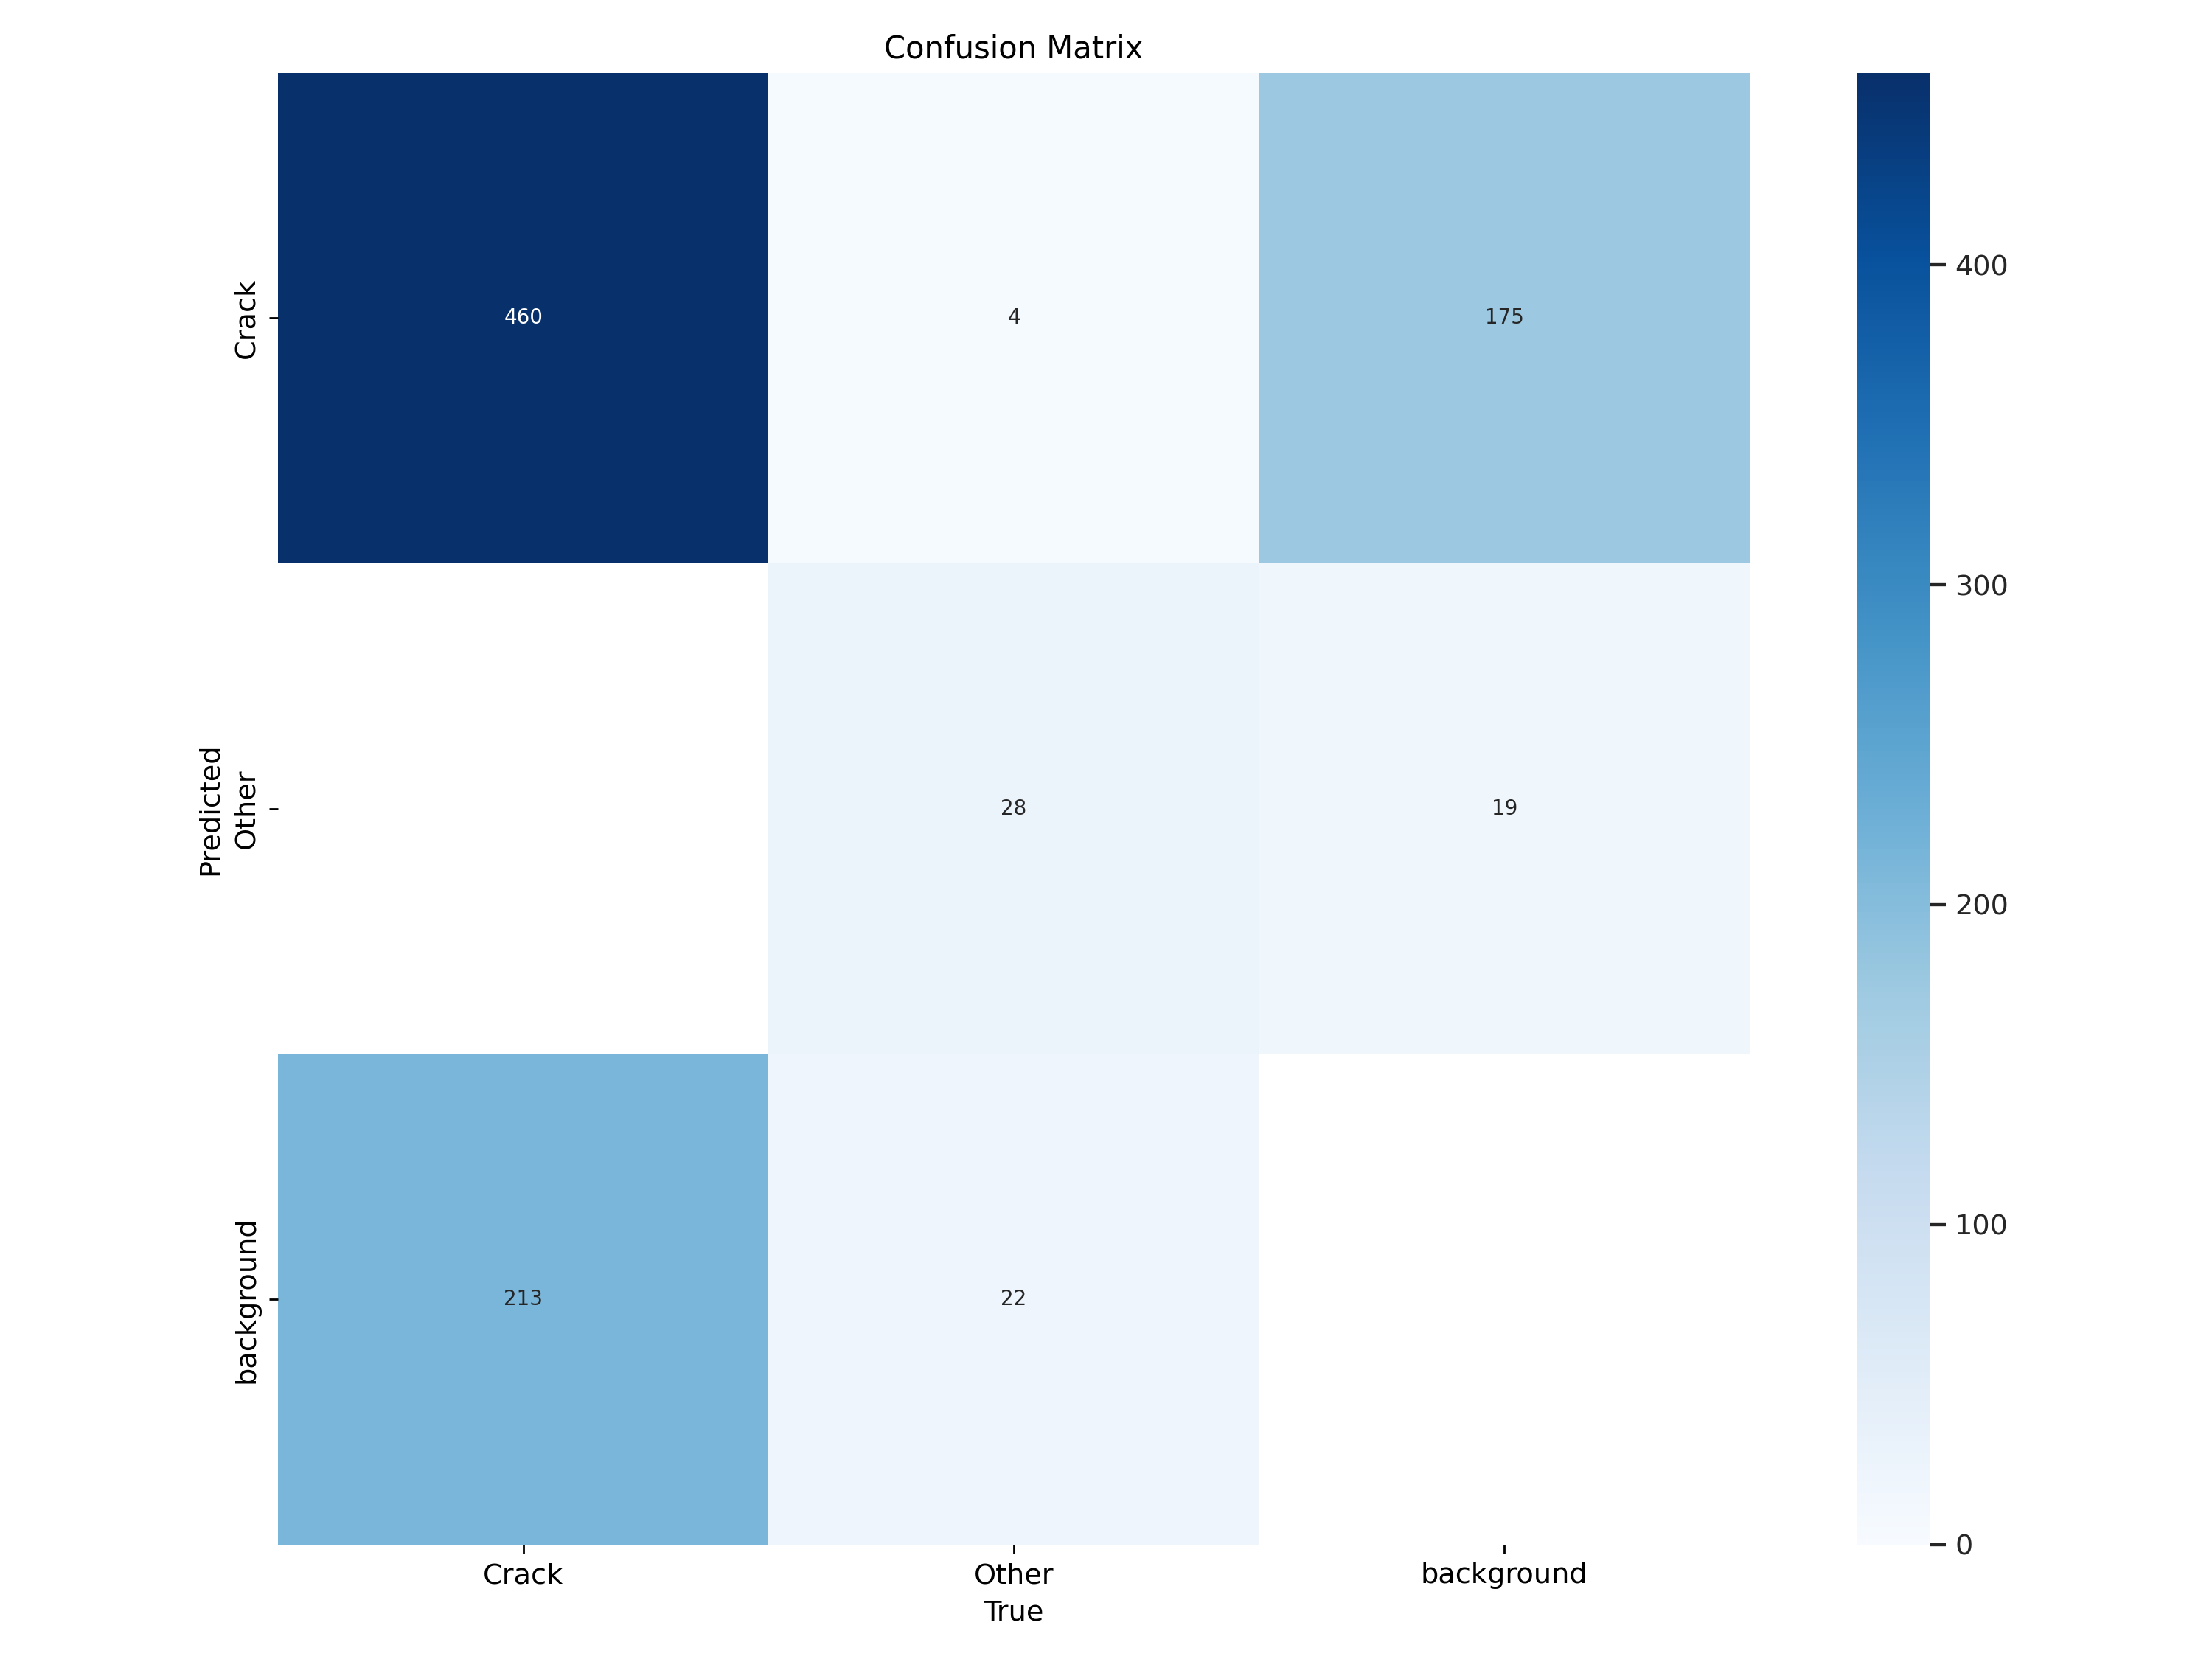 Confusion Matrix
Crack
460
4
175
400
300
Predicted
Other
28
19
200
background
213
22
100
0
Crack
Other
background
True